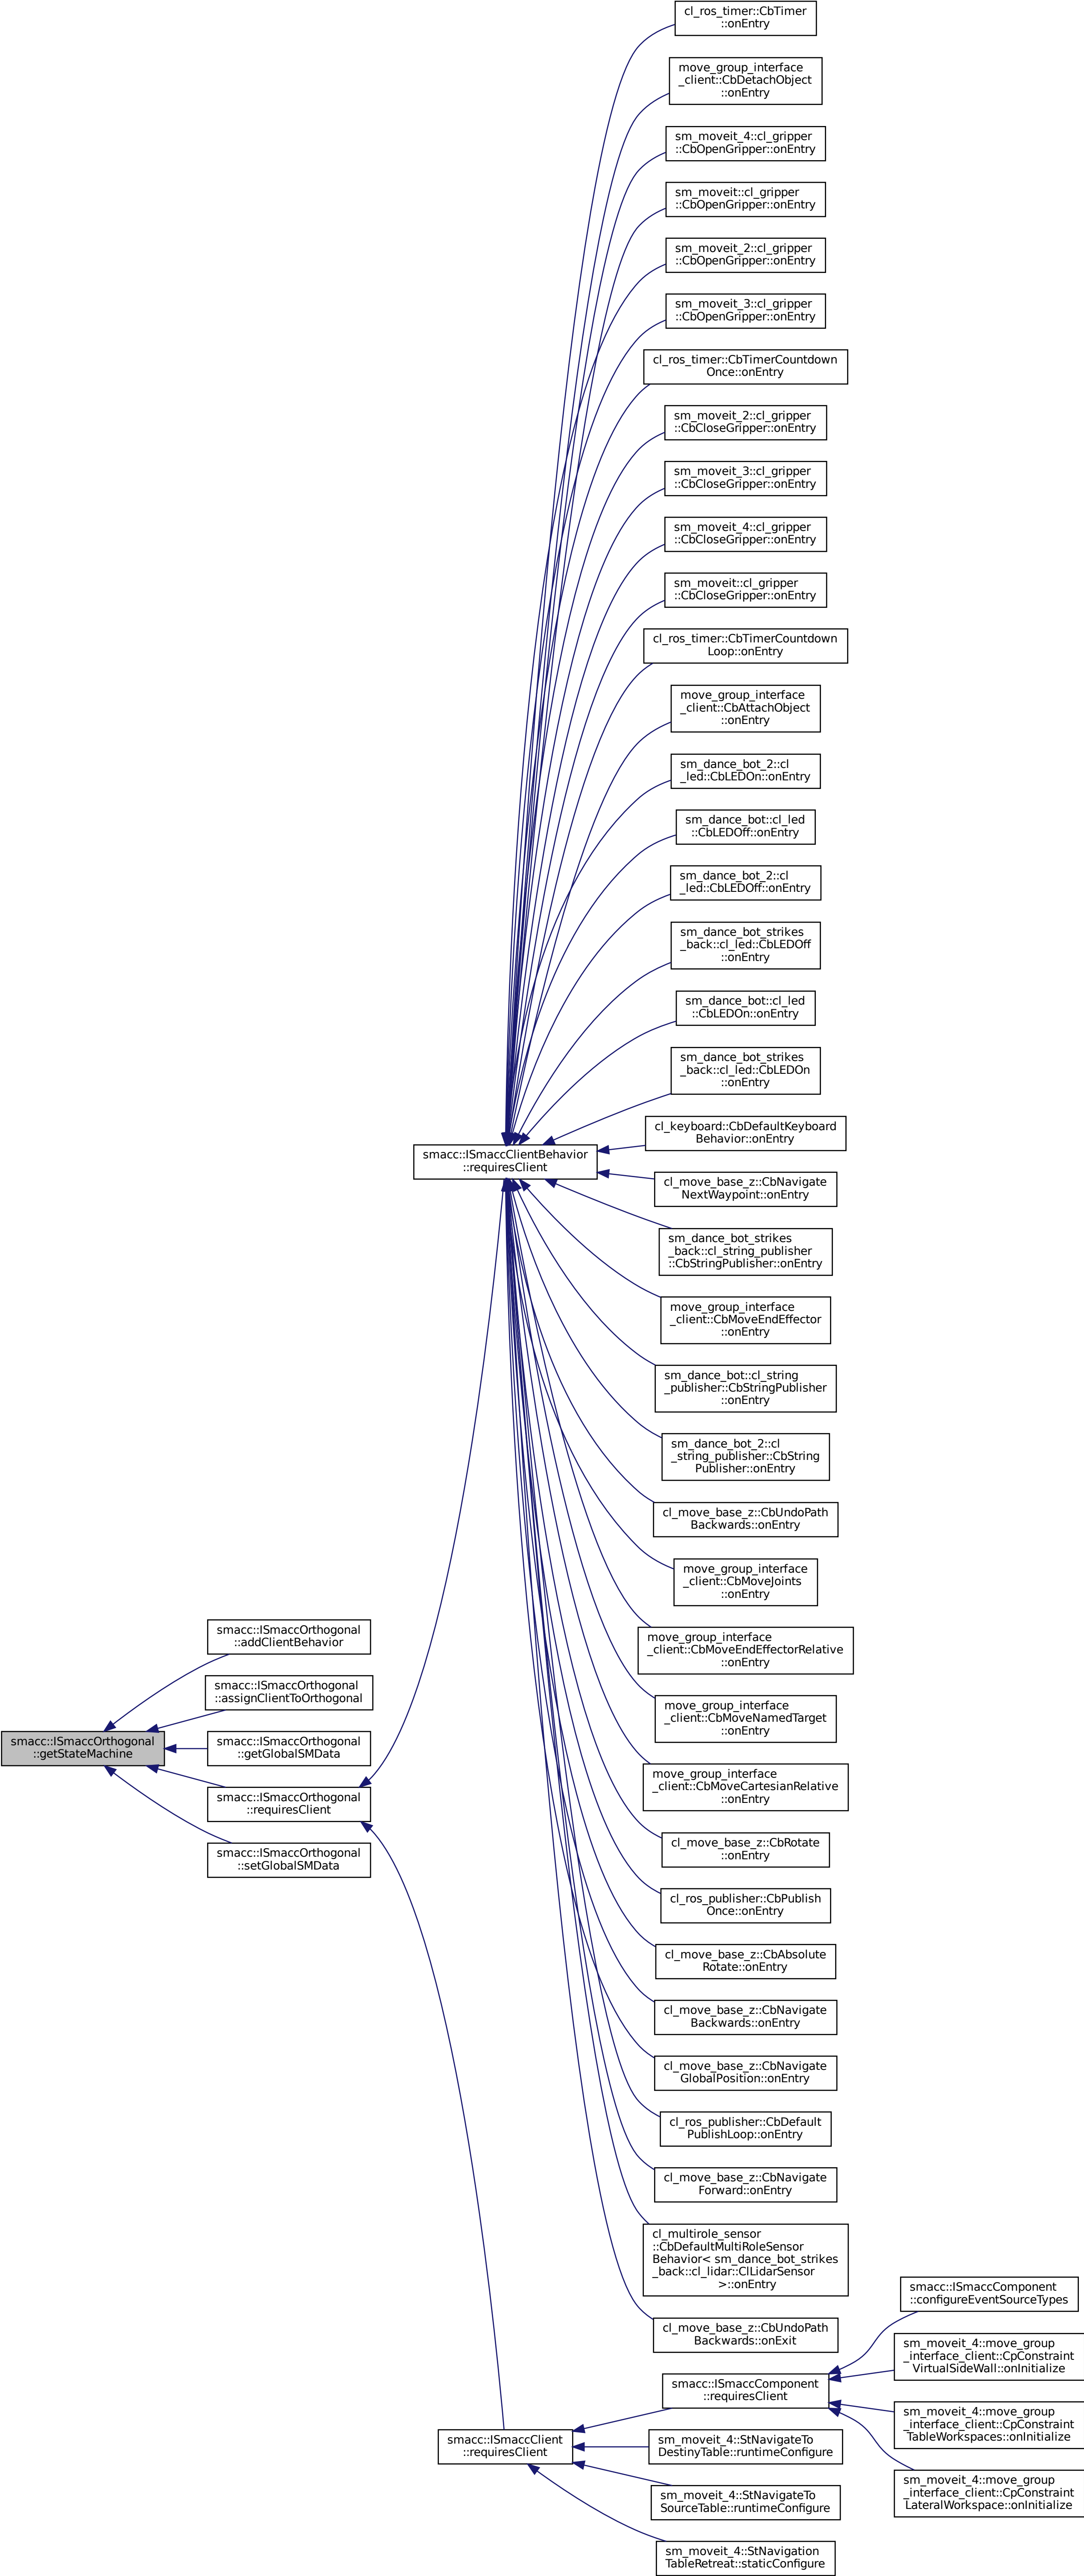 cl_ros_timer::CbTimer
::onEntry
move_group_interface
_client::CbDetachObject
::onEntry
sm_moveit_4::cl_gripper
::CbOpenGripper::onEntry
sm_moveit::cl_gripper
::CbOpenGripper::onEntry
sm_moveit_2::cl_gripper
::CbOpenGripper::onEntry
sm_moveit_3::cl_gripper
::CbOpenGripper::onEntry
cl_ros_timer::CbTimerCountdown
Once::onEntry
sm_moveit_2::cl_gripper
::CbCloseGripper::onEntry
sm_moveit_3::cl_gripper
::CbCloseGripper::onEntry
sm_moveit_4::cl_gripper
::CbCloseGripper::onEntry
sm_moveit::cl_gripper
::CbCloseGripper::onEntry
cl_ros_timer::CbTimerCountdown
Loop::onEntry
move_group_interface
_client::CbAttachObject
::onEntry
sm_dance_bot_2::cl
_led::CbLEDOn::onEntry
sm_dance_bot::cl_led
::CbLEDOff::onEntry
sm_dance_bot_2::cl
_led::CbLEDOff::onEntry
sm_dance_bot_strikes
_back::cl_led::CbLEDOff
::onEntry
sm_dance_bot::cl_led
::CbLEDOn::onEntry
sm_dance_bot_strikes
_back::cl_led::CbLEDOn
::onEntry
cl_keyboard::CbDefaultKeyboard
Behavior::onEntry
smacc::ISmaccClientBehavior
::requiresClient
cl_move_base_z::CbNavigate
NextWaypoint::onEntry
sm_dance_bot_strikes
_back::cl_string_publisher
::CbStringPublisher::onEntry
move_group_interface
_client::CbMoveEndEffector
::onEntry
sm_dance_bot::cl_string
_publisher::CbStringPublisher
::onEntry
sm_dance_bot_2::cl
_string_publisher::CbString
Publisher::onEntry
cl_move_base_z::CbUndoPath
Backwards::onEntry
move_group_interface
_client::CbMoveJoints
::onEntry
move_group_interface
_client::CbMoveEndEffectorRelative
::onEntry
move_group_interface
_client::CbMoveNamedTarget
::onEntry
move_group_interface
_client::CbMoveCartesianRelative
::onEntry
cl_move_base_z::CbRotate
::onEntry
cl_ros_publisher::CbPublish
Once::onEntry
cl_move_base_z::CbAbsolute
Rotate::onEntry
cl_move_base_z::CbNavigate
Backwards::onEntry
cl_move_base_z::CbNavigate
GlobalPosition::onEntry
cl_ros_publisher::CbDefault
PublishLoop::onEntry
cl_move_base_z::CbNavigate
Forward::onEntry
cl_multirole_sensor
::CbDefaultMultiRoleSensor
Behavior< sm_dance_bot_strikes
_back::cl_lidar::ClLidarSensor
>::onEntry
cl_move_base_z::CbUndoPath
Backwards::onExit
smacc::ISmaccOrthogonal
::addClientBehavior
smacc::ISmaccOrthogonal
::assignClientToOrthogonal
smacc::ISmaccOrthogonal
::getStateMachine
smacc::ISmaccOrthogonal
::getGlobalSMData
smacc::ISmaccOrthogonal
::requiresClient
smacc::ISmaccOrthogonal
::setGlobalSMData
smacc::ISmaccComponent
::configureEventSourceTypes
sm_moveit_4::move_group
_interface_client::CpConstraint
VirtualSideWall::onInitialize
smacc::ISmaccComponent
::requiresClient
sm_moveit_4::move_group
_interface_client::CpConstraint
TableWorkspaces::onInitialize
smacc::ISmaccClient
::requiresClient
sm_moveit_4::StNavigateTo
DestinyTable::runtimeConfigure
sm_moveit_4::move_group
_interface_client::CpConstraint
LateralWorkspace::onInitialize
sm_moveit_4::StNavigateTo
SourceTable::runtimeConfigure
sm_moveit_4::StNavigation
TableRetreat::staticConfigure